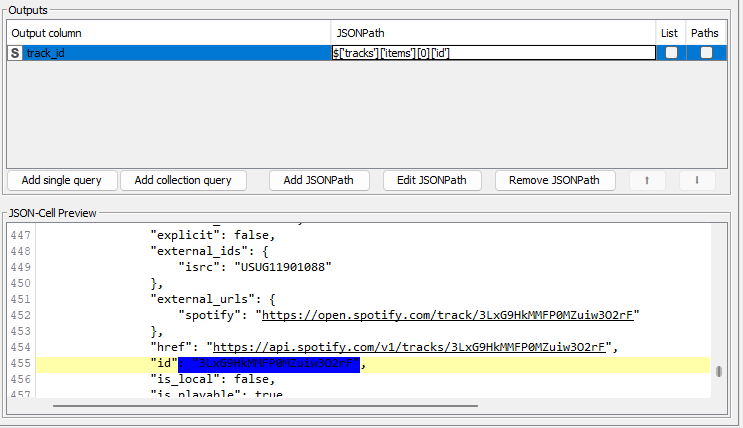 Outputs
Output column JSONPath List Paths
S track_id $['tracks']['items'][0]['id']
Add single query Add collection query Add JSONPath Edit JSONPath Remove JSONPath
JSON-Cell Preview
447 "explicit": false,
448 "external_ids": {
449 "isrc": "USUG11901088"
450 },
451 "external_urls": {
452 "spotify": "https://open.spotify.com/track/3LxG9HkMMFP0MZuiw3O2rF"
453 },
454 "href": "https://api.spotify.com/v1/tracks/3LxG9HkMMFP0MZuiw3O2rF",
455 "id": "3LxG9HkMMFP0MZuiw3O2rF",
456 "is_local": false,
457 "is_playable": true